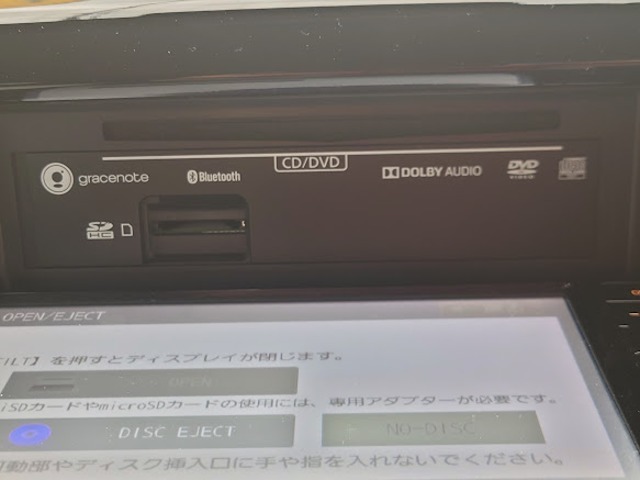 gracenote
Bluetooth
CD/DVD
DOLBY AUDIO
DVD
VIDEO
SD
HC
OPEN/EJECT
TILT】を押すとディスプレイが閉じます。
OPEN
iSDカードやmicroSDカードの使用には、専用アダプターが必要です。
DISC EJECT
NO-DISC
動部やディスク挿入口に手や指を入れないでください。